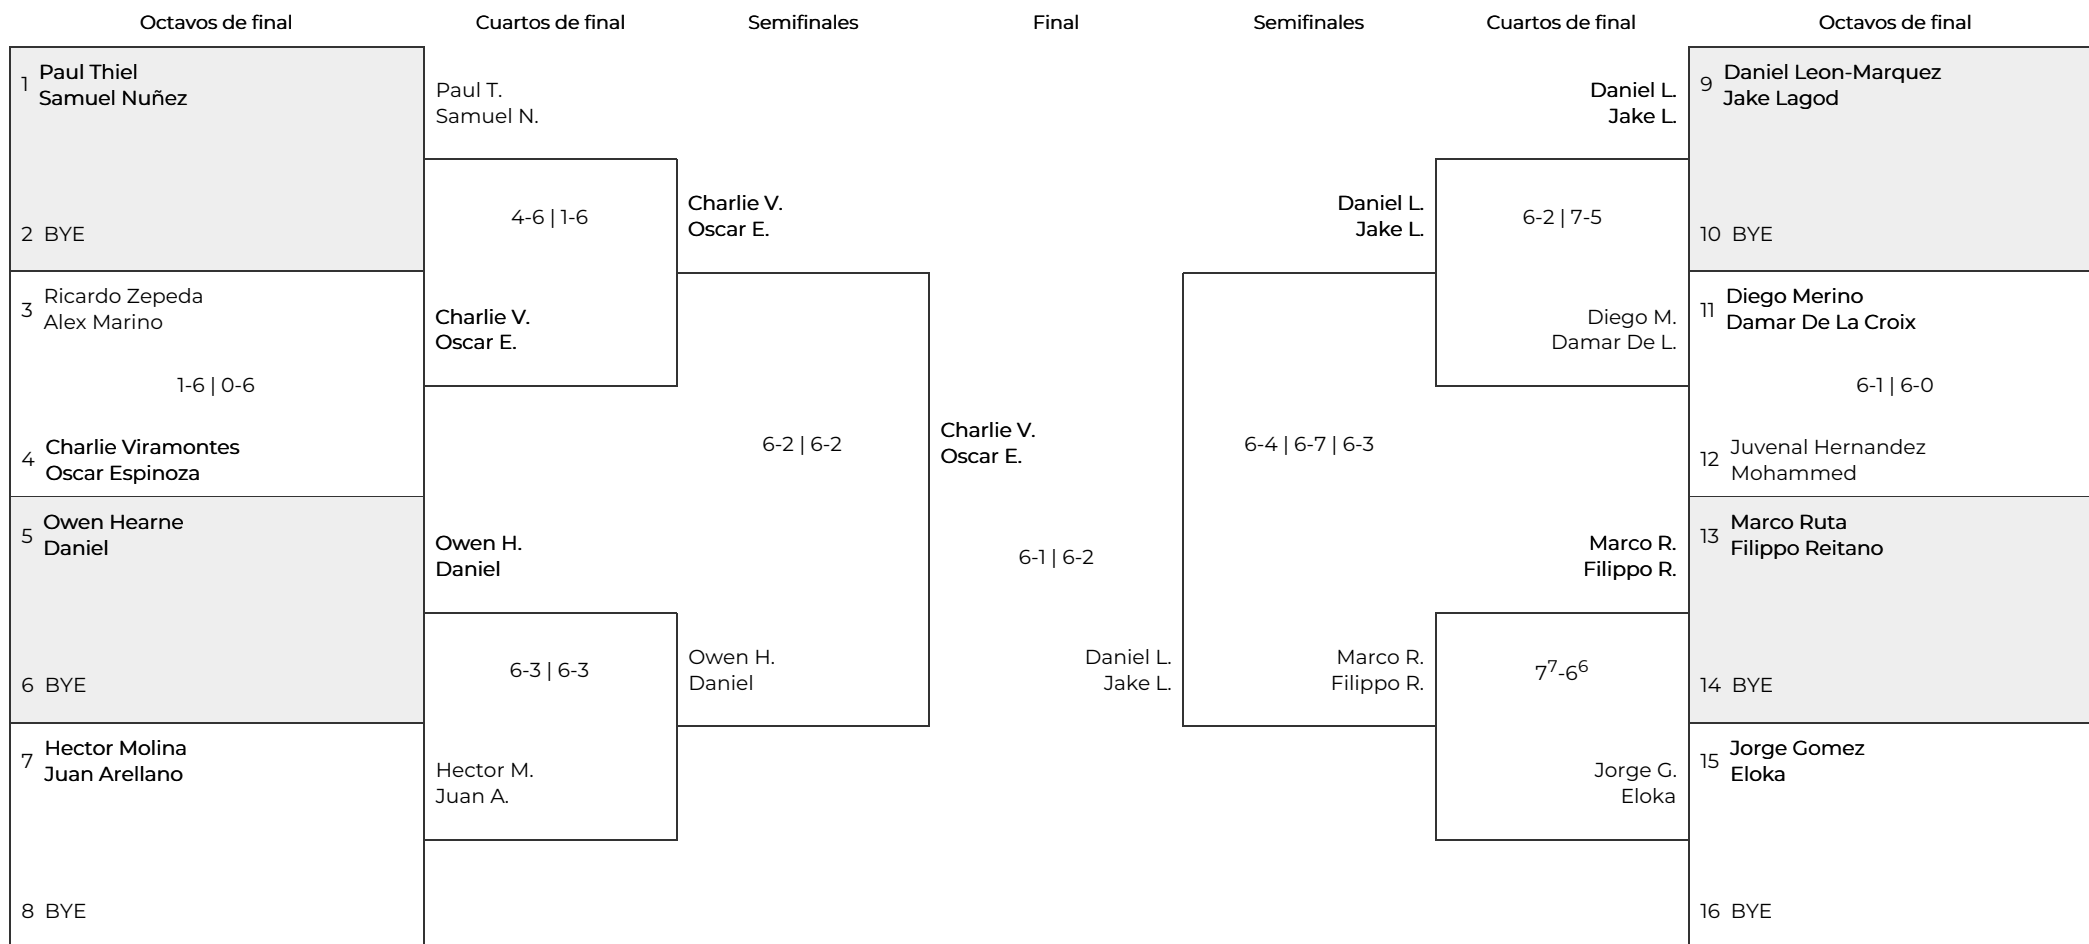 Octavos de final
Cuartos de final
Semifinales
Final
Semifinales
Cuartos de final
Octavos de final
1 Paul Thiel
Samuel Nuñez
2 BYE
3 Ricardo Zepeda
Alex Marino
1-6 | 0-6
4 Charlie Viramontes
Oscar Espinoza
5 Owen Hearne
Daniel
6 BYE
7 Hector Molina
Juan Arellano
8 BYE
Paul T.
Samuel N.
4-6 | 1-6
Charlie V.
Oscar E.
Owen H.
Daniel
6-3 | 6-3
Hector M.
Juan A.
Charlie V.
Oscar E.
6-2 | 6-2
Owen H.
Daniel
Charlie V.
Oscar E.
6-1 | 6-2
Daniel L.
Jake L.
Daniel L.
Jake L.
6-4 | 6-7 | 6-3
Marco R.
Filippo R.
Daniel L.
Jake L.
6-2 | 7-5
Diego M.
Damar De L.
Marco R.
Filippo R.
7⁷-6⁶
Jorge G.
Eloka
9 Daniel Leon-Marquez
Jake Lagod
10 BYE
11 Diego Merino
Damar De La Croix
6-1 | 6-0
12 Juvenal Hernandez
Mohammed
13 Marco Ruta
Filippo Reitano
14 BYE
15 Jorge Gomez
Eloka
16 BYE